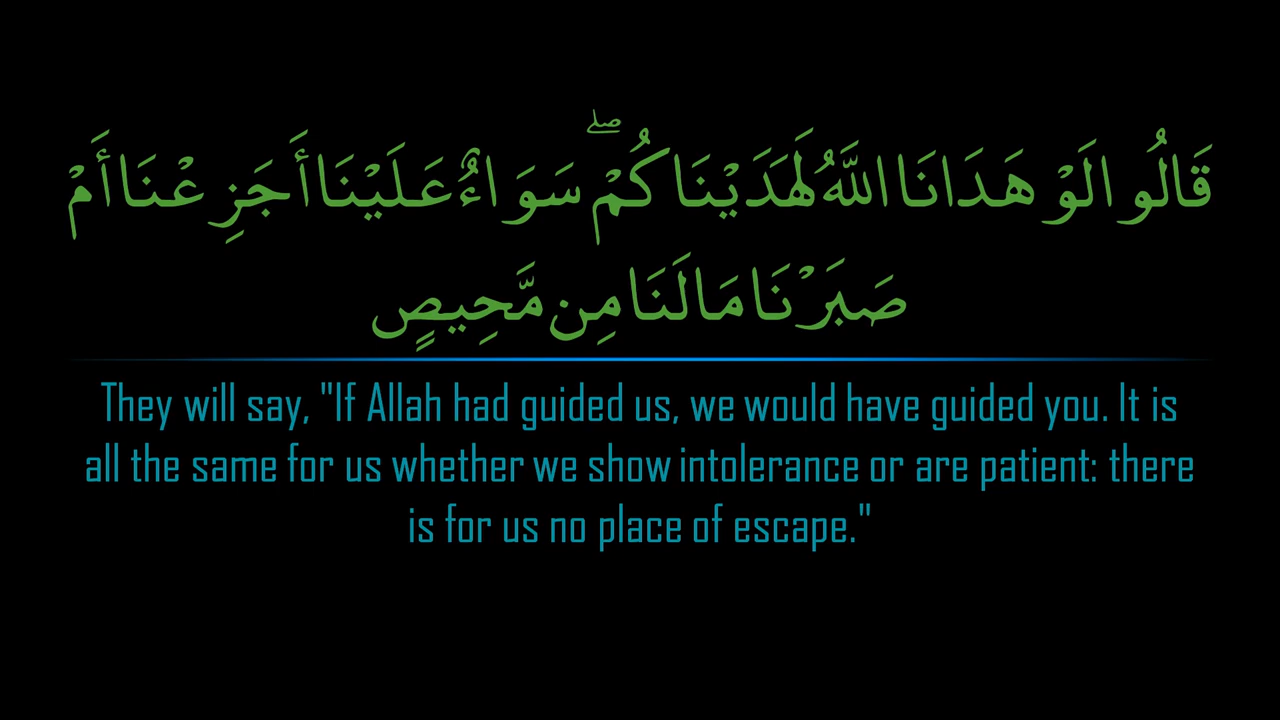 قَالُوا لَوْ هَدَانَا اللَّهُ لَهَدَيْنَاكُمْ ۖ سَوَاءٌ عَلَيْنَا أَجَزِعْنَا أَمْ
صَبَرْنَا مَا لَنَا مِن مَّحِيصٍ
They will say, "If Allah had guided us, we would have guided you. It is
all the same for us whether we show intolerance or are patient: there
is for us no place of escape."